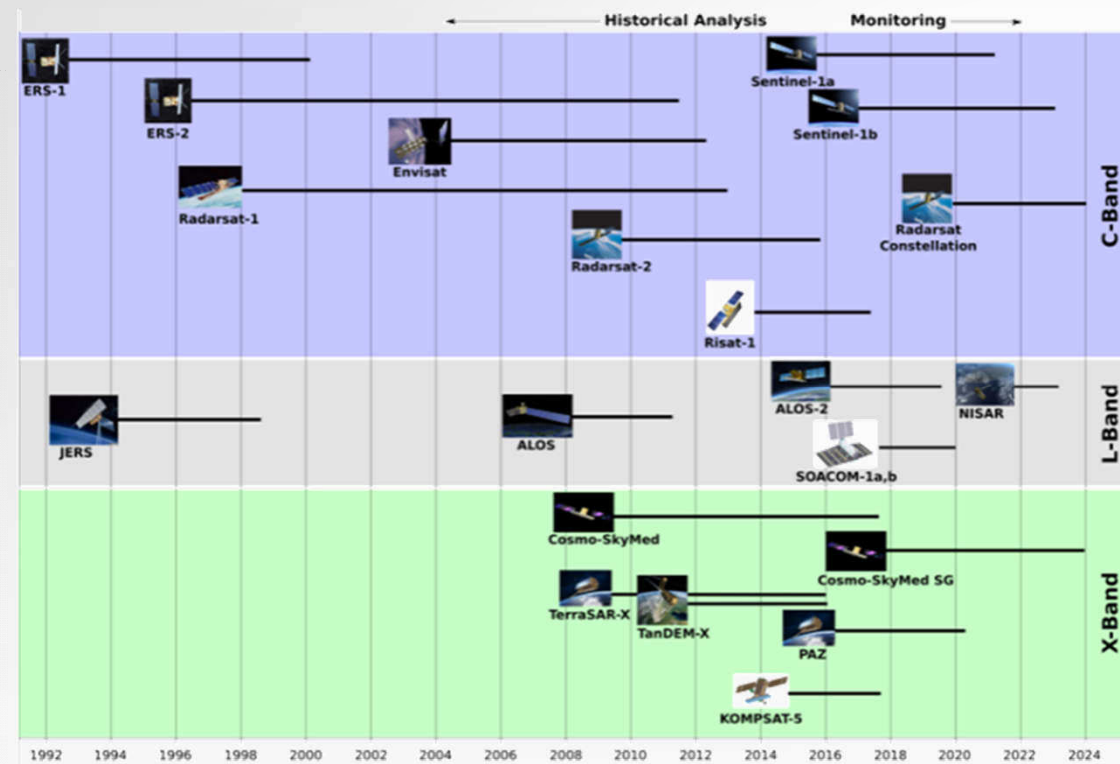 Historical Analysis
Monitoring
ERS-1
Sentinel-1a
ERS-2
Sentinel-1b
Envisat
Radarsat-1
Radarsat
Constellation
Radarsat-2
Risat-1
C-Band
ALOS-2
NISAR
JERS
ALOS
SOACOM-1a,b
L-Band
Cosmo-SkyMed
Cosmo-SkyMed SG
TerraSAR-X
TanDEM-X
PAZ
KOMPSAT-5
X-Band
1992 1994 1996 1998 2000 2002 2004 2006 2008 2010 2012 2014 2016 2018 2020 2022 2024